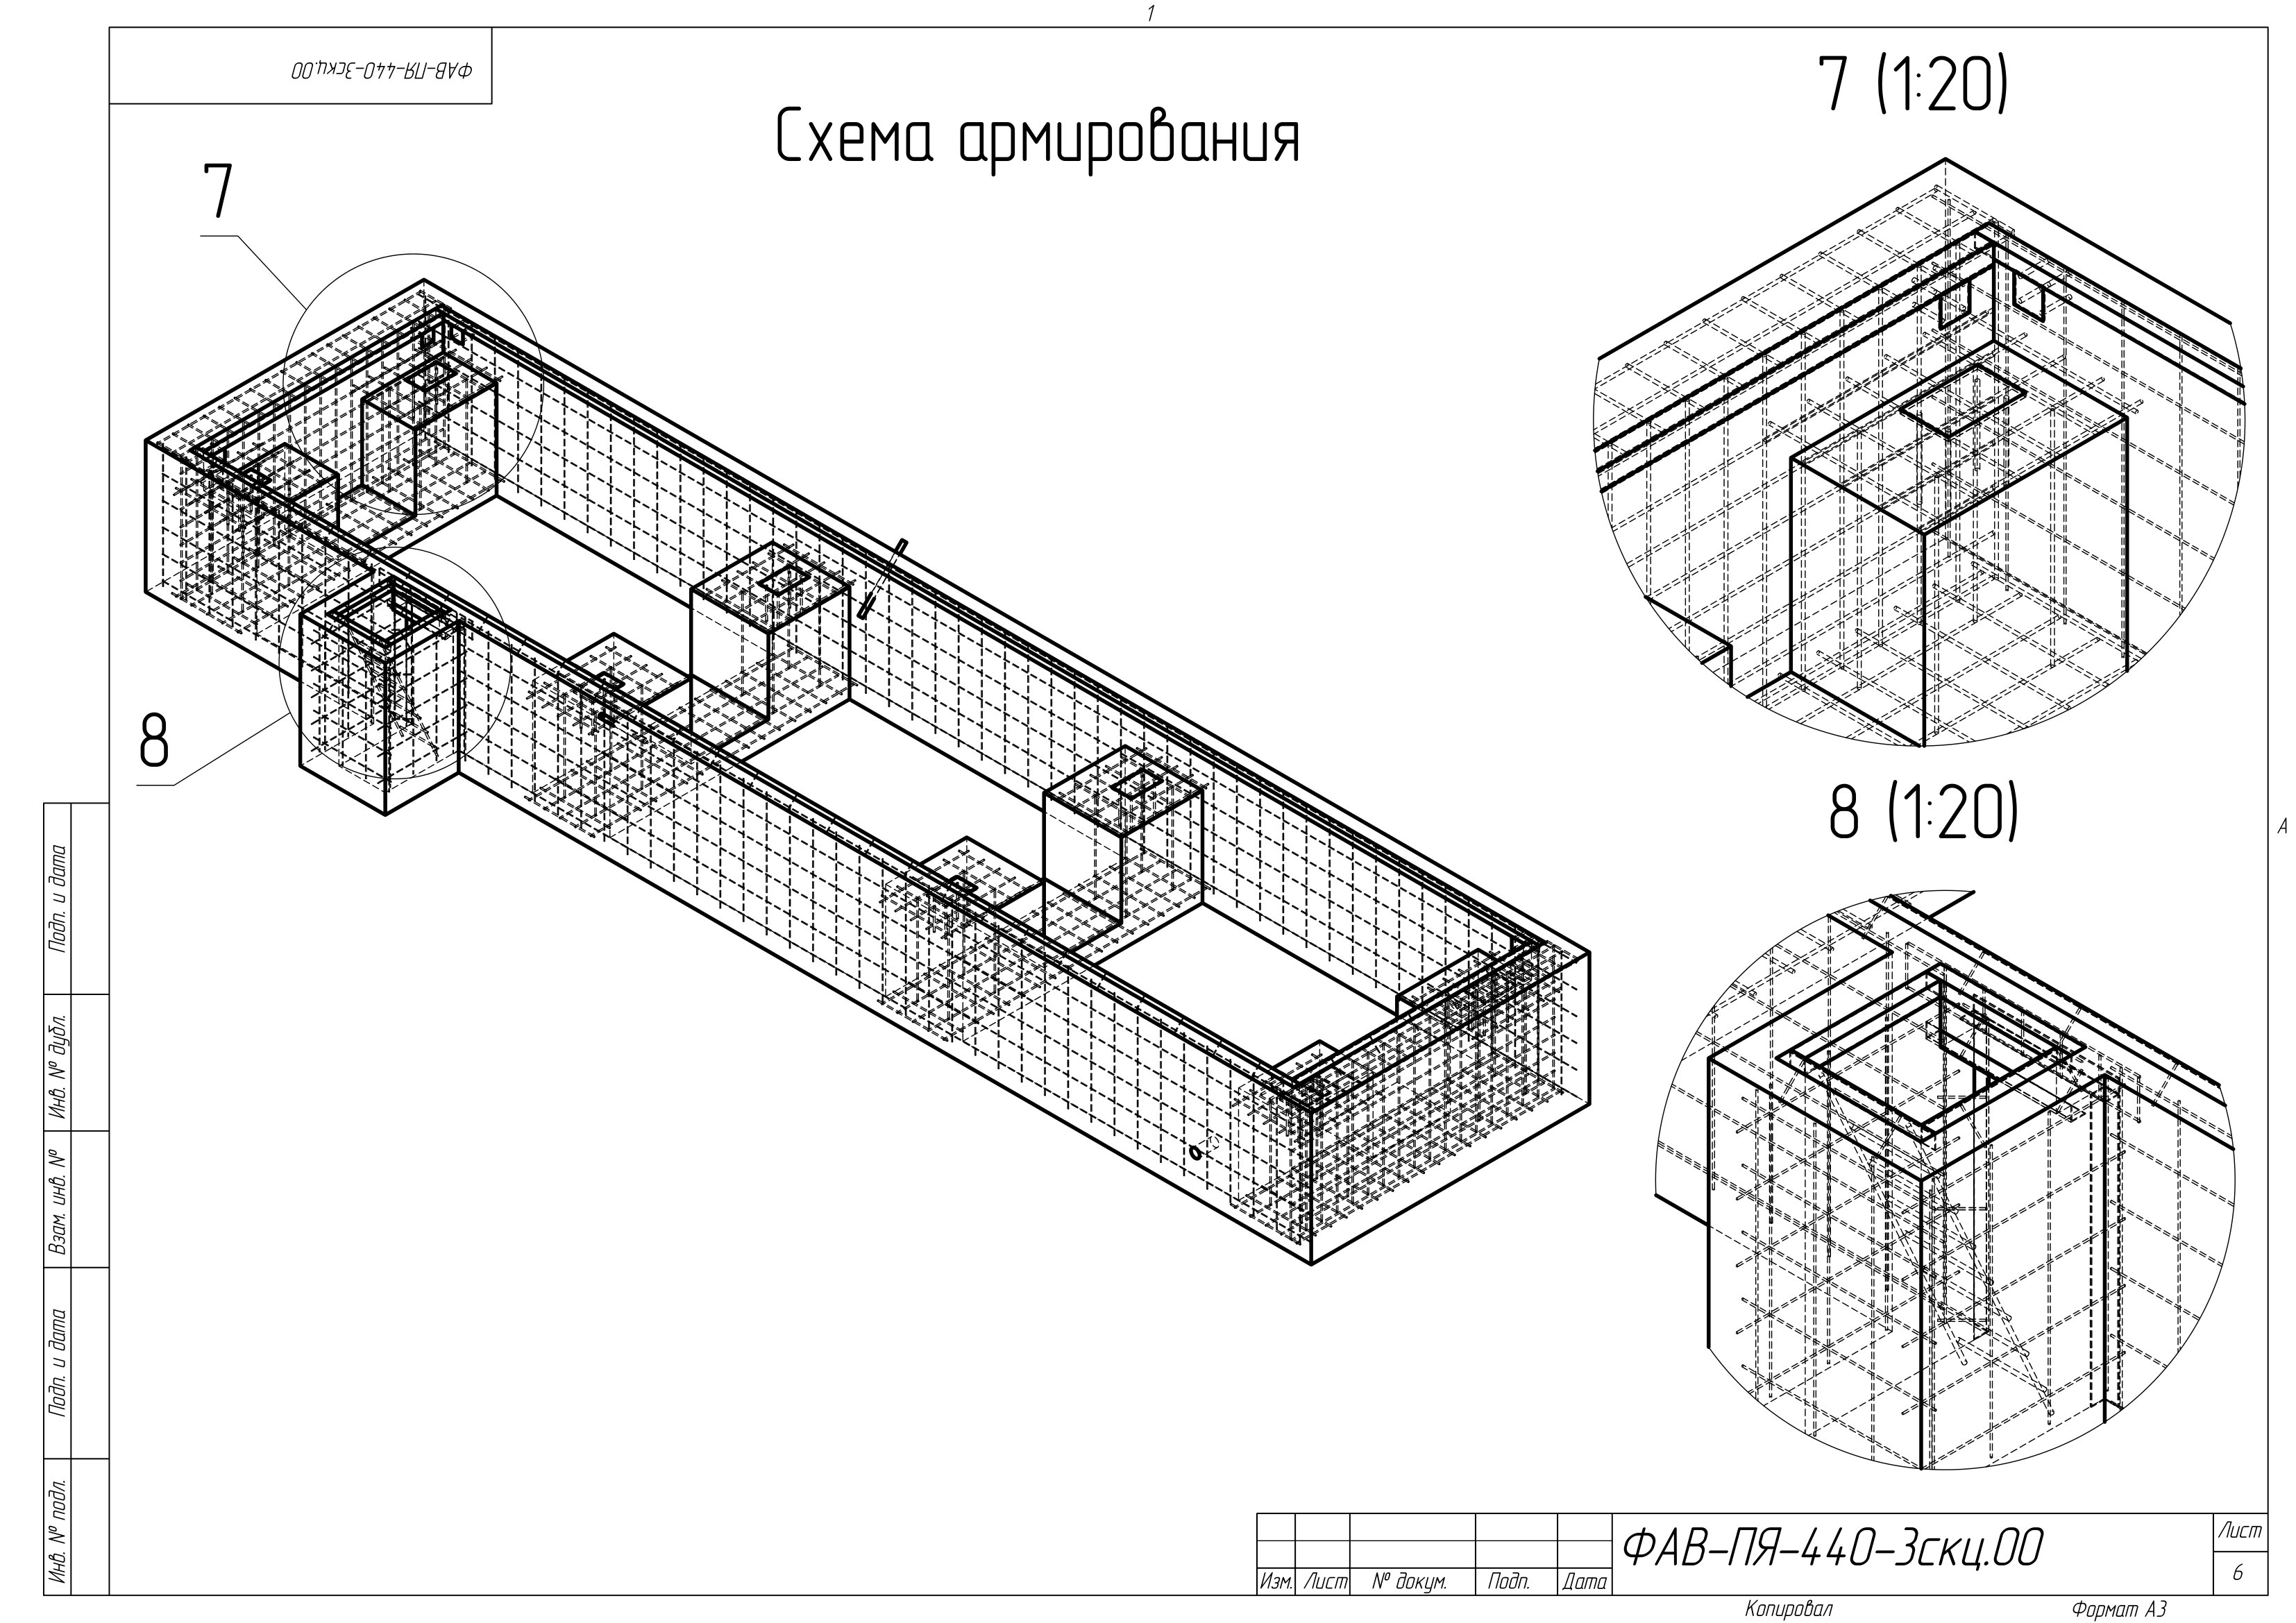 1
ФАВ-ПЯ-440-3скц.00
Схема армирования
7 (1:20)
7
8
8 (1:20)
А
Подп. и дата
Инв. № дубл.
Взам. инв. №
Подп. и дата
Инв. № подл.
Изм. Лист № докум. Подп. Дата
ФАВ-ПЯ-440-3скц.00
Лист
6
Копировал
Формат А3